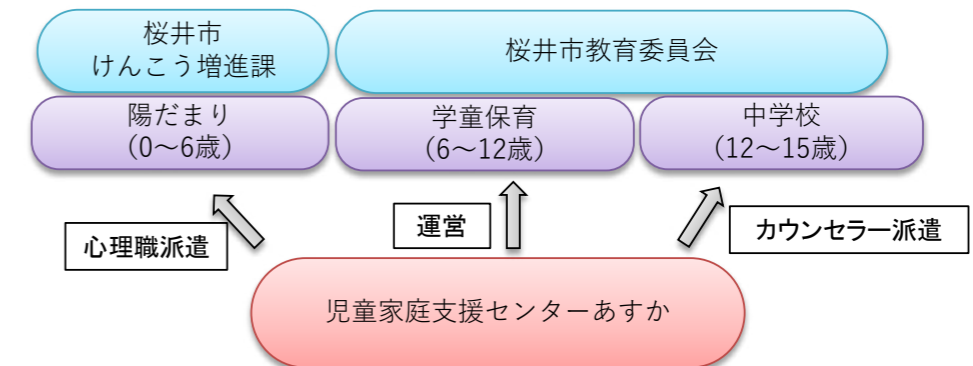 桜井市
けんこう増進課
桜井市教育委員会
陽だまり
(0～6歳)
学童保育
(6～12歳)
中学校
(12～15歳)
心理職派遣
運営
カウンセラー派遣
児童家庭支援センターあすか